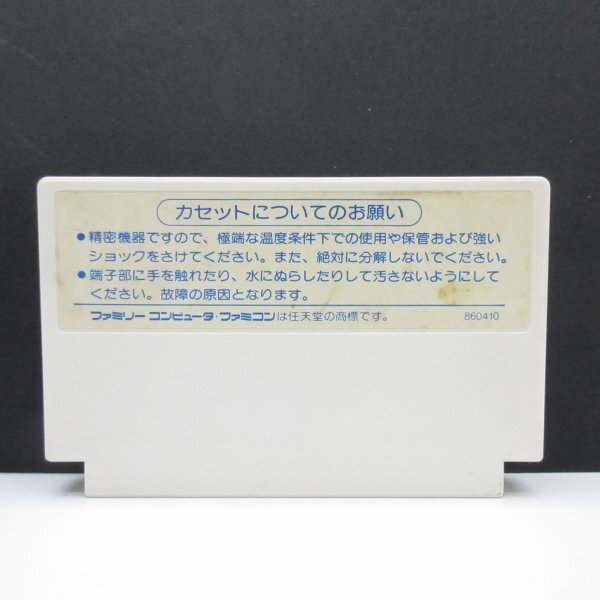 カセットについてのお願い
●精密機器ですので、極端な温度条件下での使用や保管および強い
ショックをさけてください。また、絶対に分解しないでください。
●端子部に手を触れたり、水にぬらしたりして汚さないようにして
ください。故障の原因となります。
ファミリーコンピュータ・ファミコンは任天堂の商標です。 860410